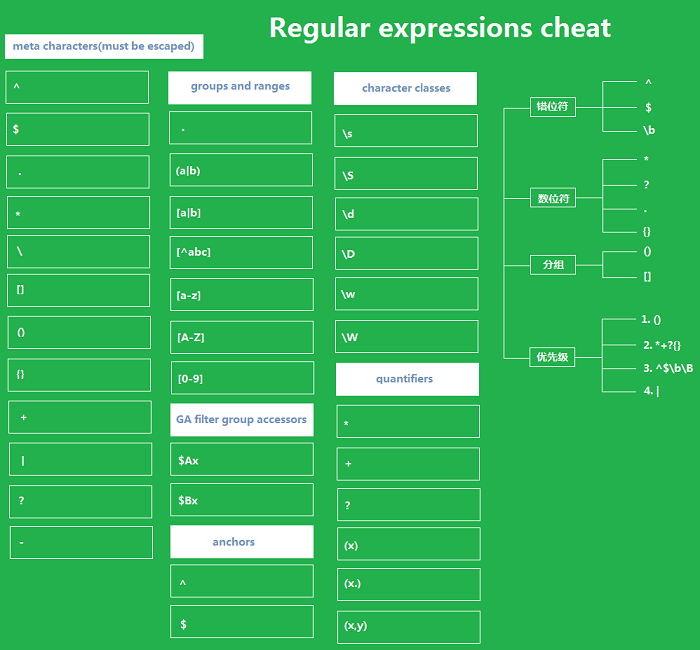 Regular expressions cheat
meta characters(must be escaped)
^
$
.
*
\
[]
()
{}
+
|
?
-
groups and ranges
.
(a|b)
[a|b]
[^abc]
[a-z]
[A-Z]
[0-9]
GA filter group accessors
$Ax
$Bx
anchors
^
$
character classes
\s
\S
\d
\D
\w
\W
quantifiers
*
+
?
(x)
(x.)
(x,y)
错位符
^
$
\b
数位符
*
?
.
{}
分组
()
[]
优先级
1. ()
2. *+?{}
3. ^$\b\B
4. |